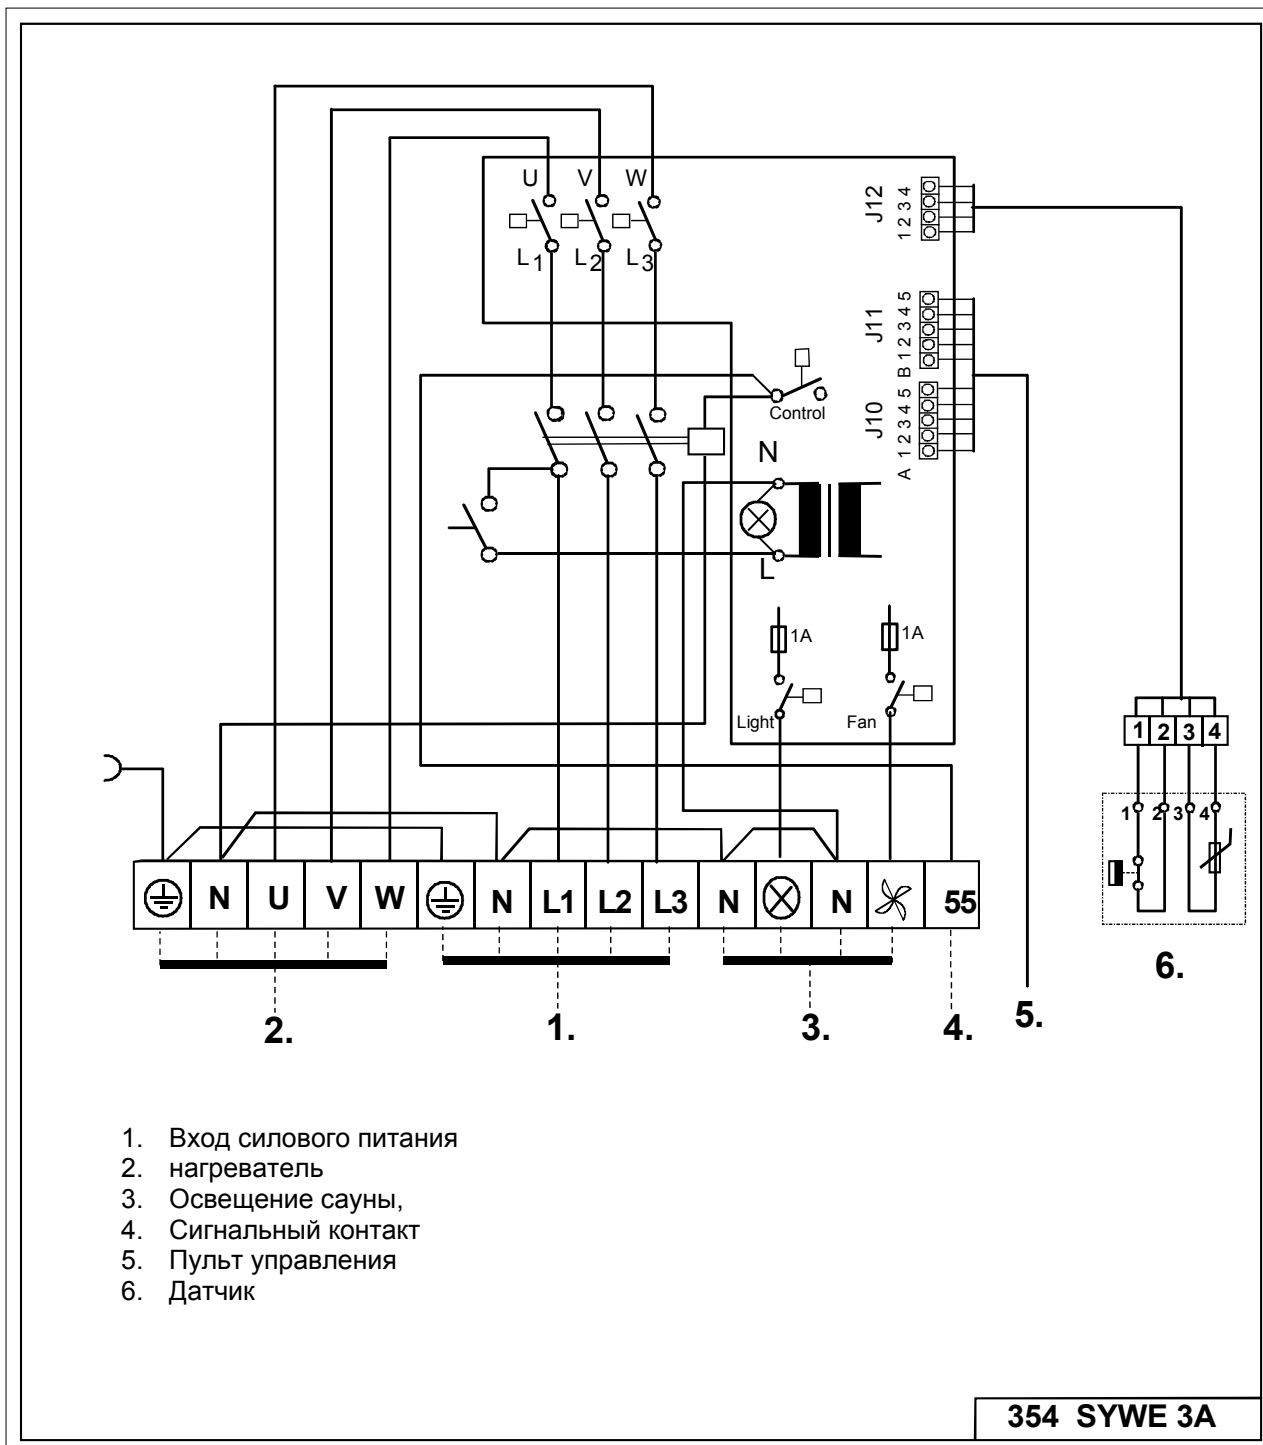 U V W
L1 L2 L3
J12
1 2 3 4
J11
B 1 2 3 4 5
J10
A 1 2 3 4 5
Control
N
L
1A 1A
Light Fan
1 2 3 4
1 2 3 4
N U V W N L1 L2 L3 N N 55
2. 1. 3. 4. 5. 6.
1. Вход силового питания
2. нагреватель
3. Освещение сауны,
4. Сигнальный контакт
5. Пульт управления
6. Датчик
354 SYWE 3A